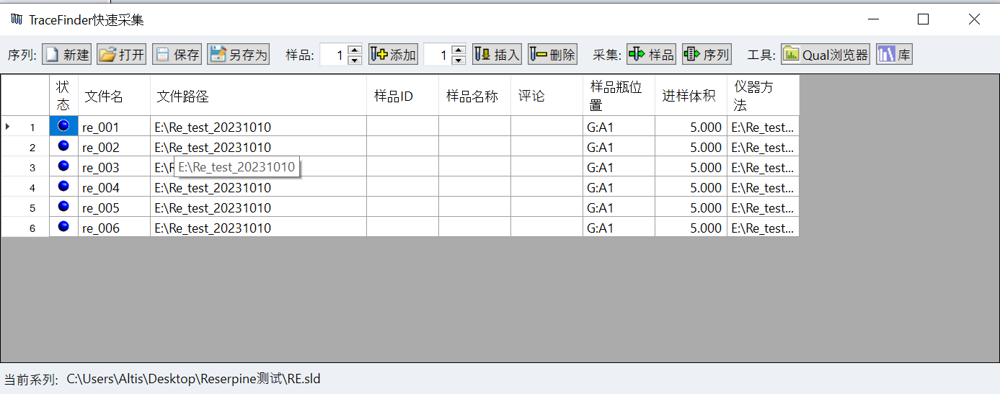 TraceFinder快速采集
序列: 新建 打开 保存 另存为 样品: 1 添加 1 插入 删除 采集: 样品 序列 工具: Qual浏览器 库
状态 文件名 文件路径 样品ID 样品名称 评论 样品瓶位置 进样体积 仪器方法
1 re_001 E:\Re_test_20231010 G:A1 5.000 E:\Re_test...
2 re_002 E:\Re_test_20231010 G:A1 5.000 E:\Re_test...
3 re_003 E:\R G:A1 5.000 E:\Re_test...
E:\Re_test_20231010
4 re_004 E:\Re_test_20231010 G:A1 5.000 E:\Re_test...
5 re_005 E:\Re_test_20231010 G:A1 5.000 E:\Re_test...
6 re_006 E:\Re_test_20231010 G:A1 5.000 E:\Re_test...
当前系列: C:\Users\Altis\Desktop\Reserpine测试\RE.sld